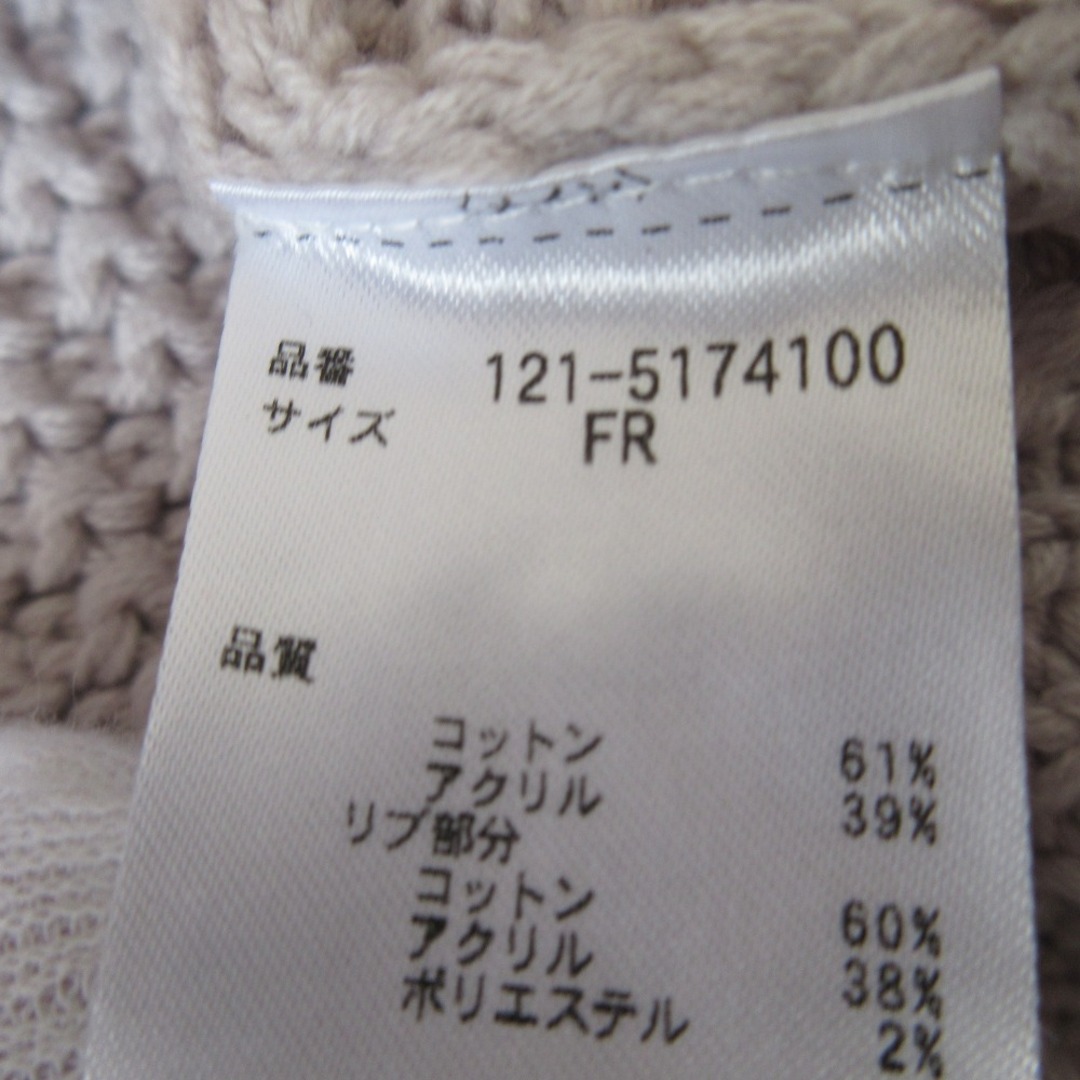 品番 121-5174100
サイズ FR
品質
コットン 61%
アクリル 39%
リブ部分
コットン 60%
アクリル 38%
ポリエステル 2%